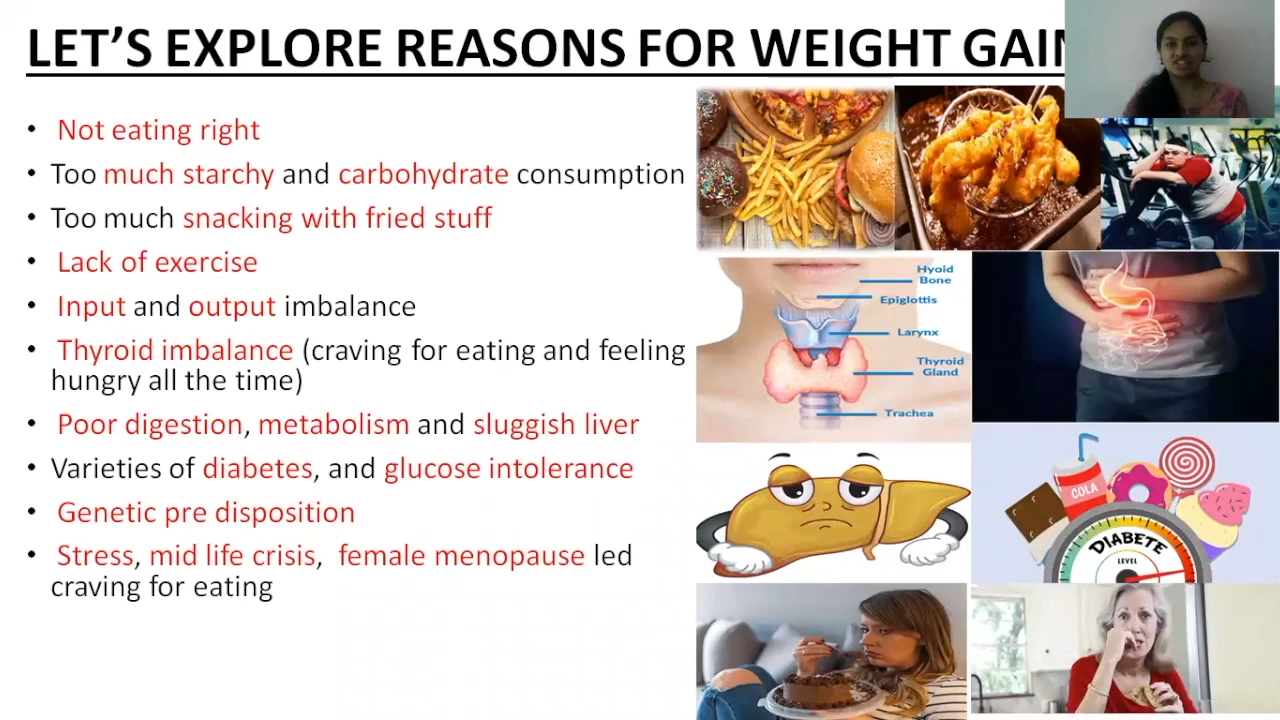 LET'S EXPLORE REASONS FOR WEIGHT GAIN
• Not eating right
• Too much starchy and carbohydrate consumption
• Too much snacking with fried stuff
• Lack of exercise
• Input and output imbalance
• Thyroid imbalance (craving for eating and feeling
hungry all the time)
• Poor digestion, metabolism and sluggish liver
• Varieties of diabetes, and glucose intolerance
• Genetic pre disposition
• Stress, mid life crisis, female menopause led
craving for eating
Hyoid
Bone
Epiglottis
Larynx
Thyroid
Gland
Trachea
COLA
DIABETE
LEVEL